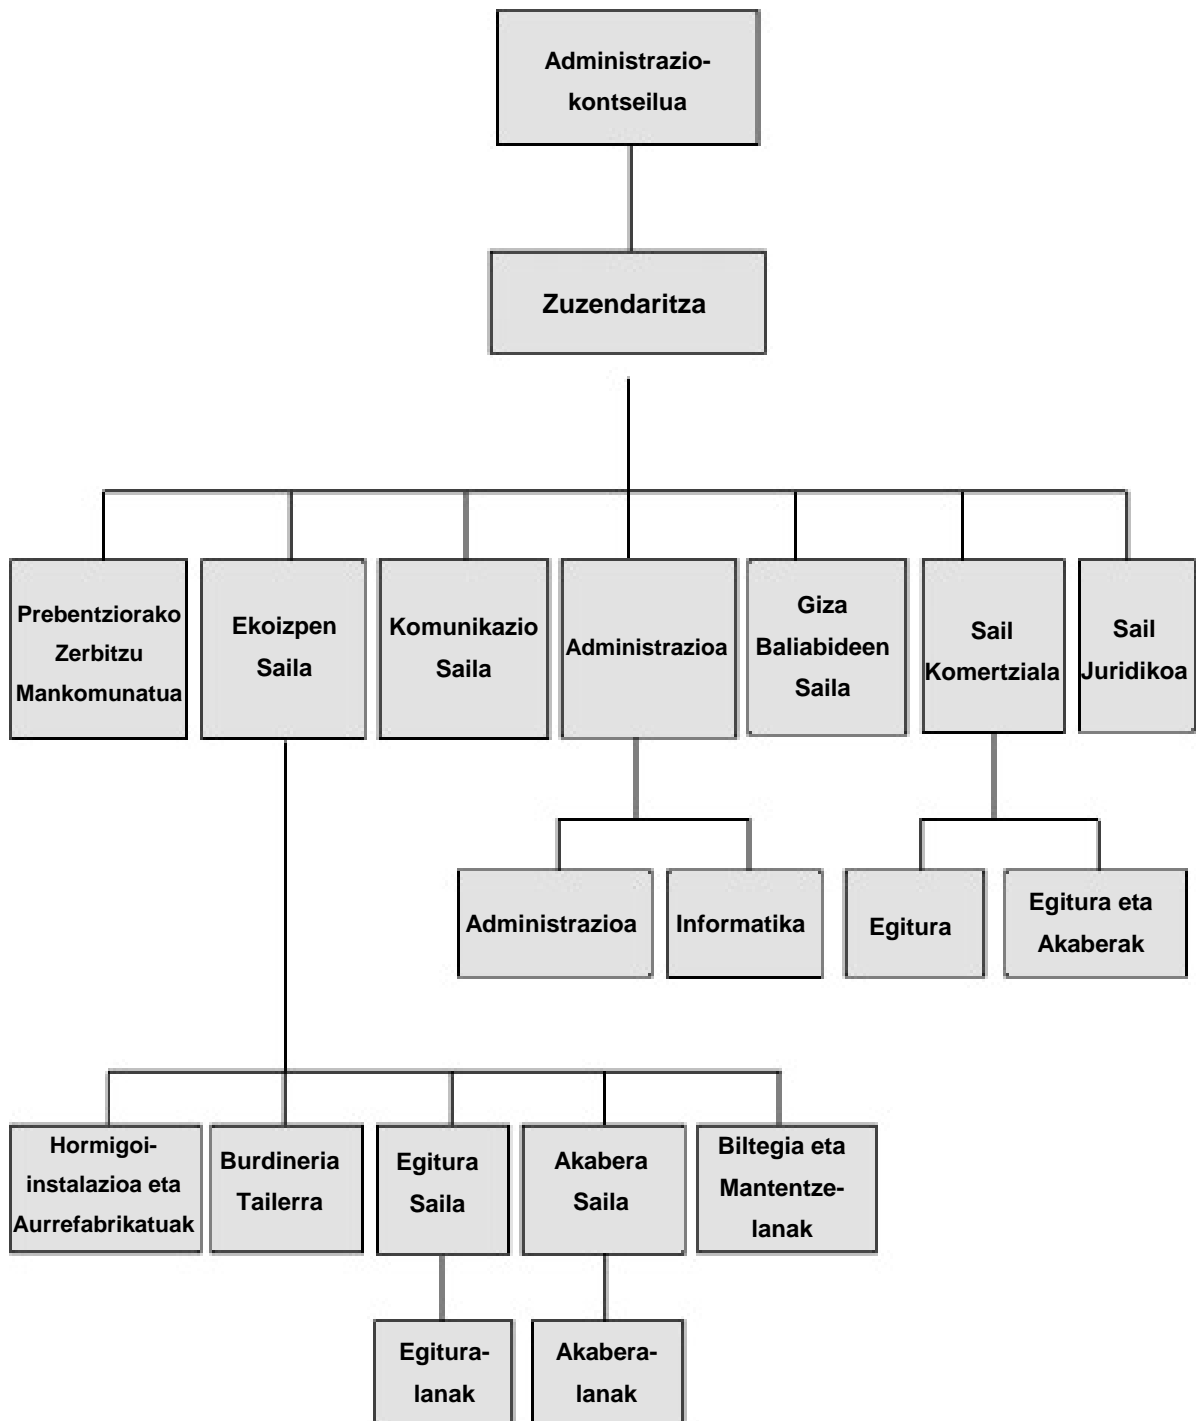 Administrazio-
kontseilua
Zuzendaritza
Prebentziorako
Zerbitzu
Mankomunatua
Ekoizpen
Saila
Komunikazio
Saila
Administrazioa
Giza
Baliabideen
Saila
Sail
Komertziala
Sail
Juridikoa
Administrazioa
Informatika
Egitura
Egitura eta
Akaberak
Hormigoi-
instalazioa eta
Aurrefabrikatuak
Burdineria
Tailerra
Egitura
Saila
Akabera
Saila
Biltegia eta
Mantentze-
lanak
Egitura-
lanak
Akabera-
lanak